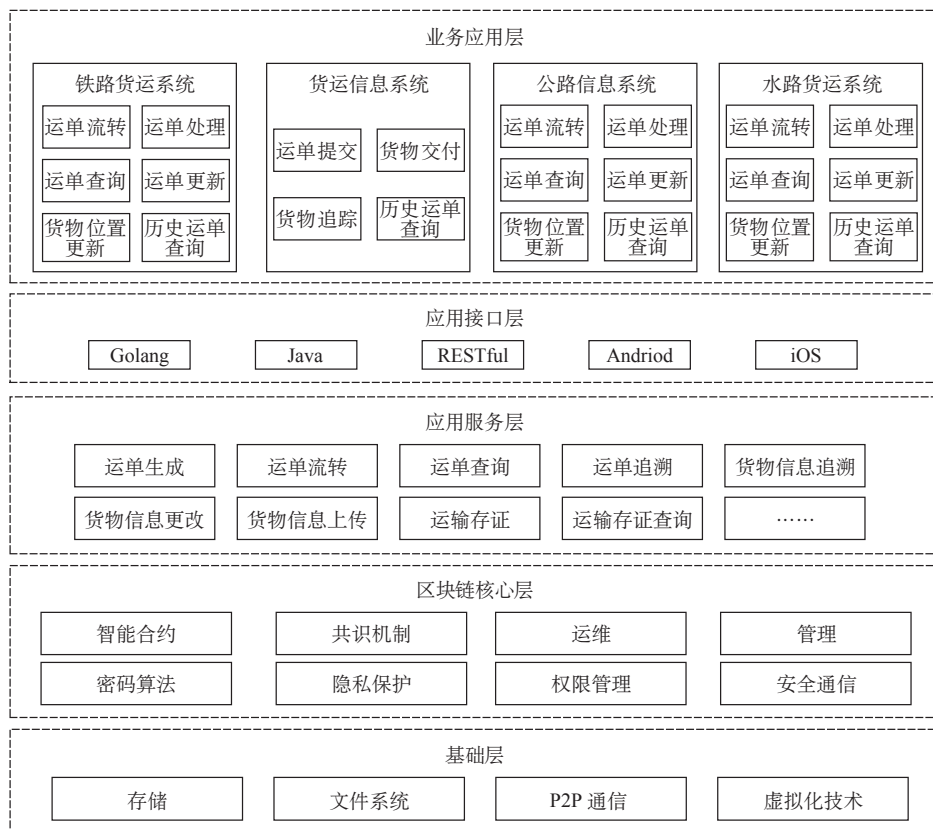 业务应用层
铁路货运系统
运单流转 运单处理
运单查询 运单更新
货物位置
更新
历史运单
查询
货运信息系统
运单提交 货物交付
货物追踪
历史运单
查询
公路信息系统
运单流转 运单处理
运单查询 运单更新
货物位置
更新
历史运单
查询
水路货运系统
运单流转 运单处理
运单查询 运单更新
货物位置
更新
历史运单
查询
应用接口层
Golang Java RESTful Andriod iOS
应用服务层
运单生成 运单流转 运单查询 运单追溯 货物信息追溯
货物信息更改 货物信息上传 运输存证 运输存证查询 ……
区块链核心层
智能合约 共识机制 运维 管理
密码算法 隐私保护 权限管理 安全通信
基础层
存储 文件系统 P2P 通信 虚拟化技术